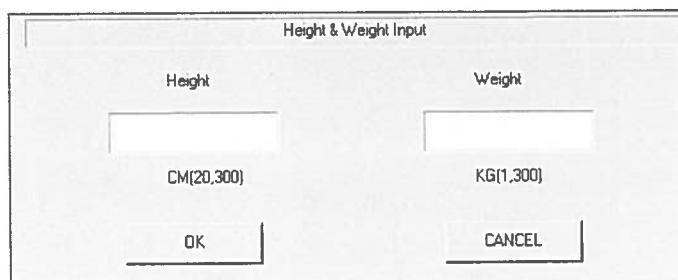 Height & Weight Input
Height Weight
CM(20,300) KG(1,300)
OK CANCEL